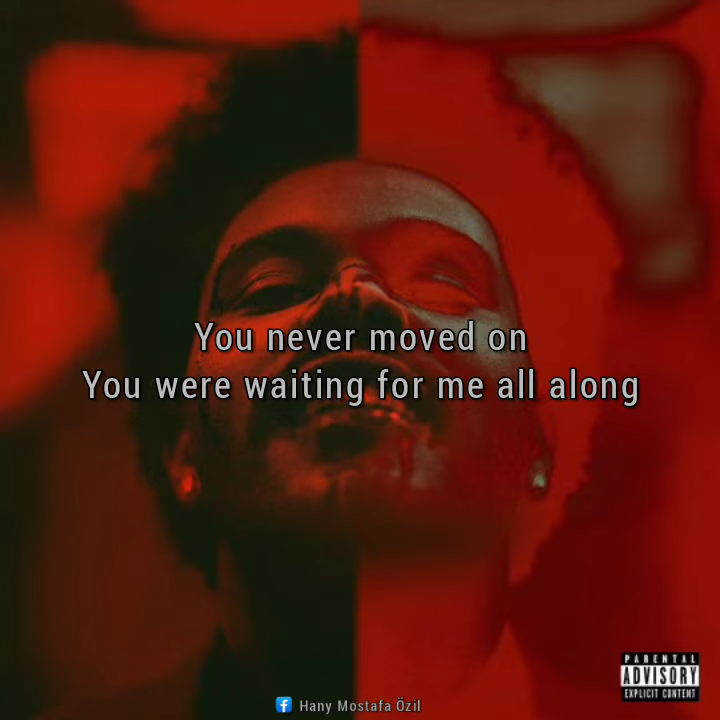 You never moved on
You were waiting for me all along
PARENTAL
ADVISORY
EXPLICIT CONTENT
Hany Mostafa Özil